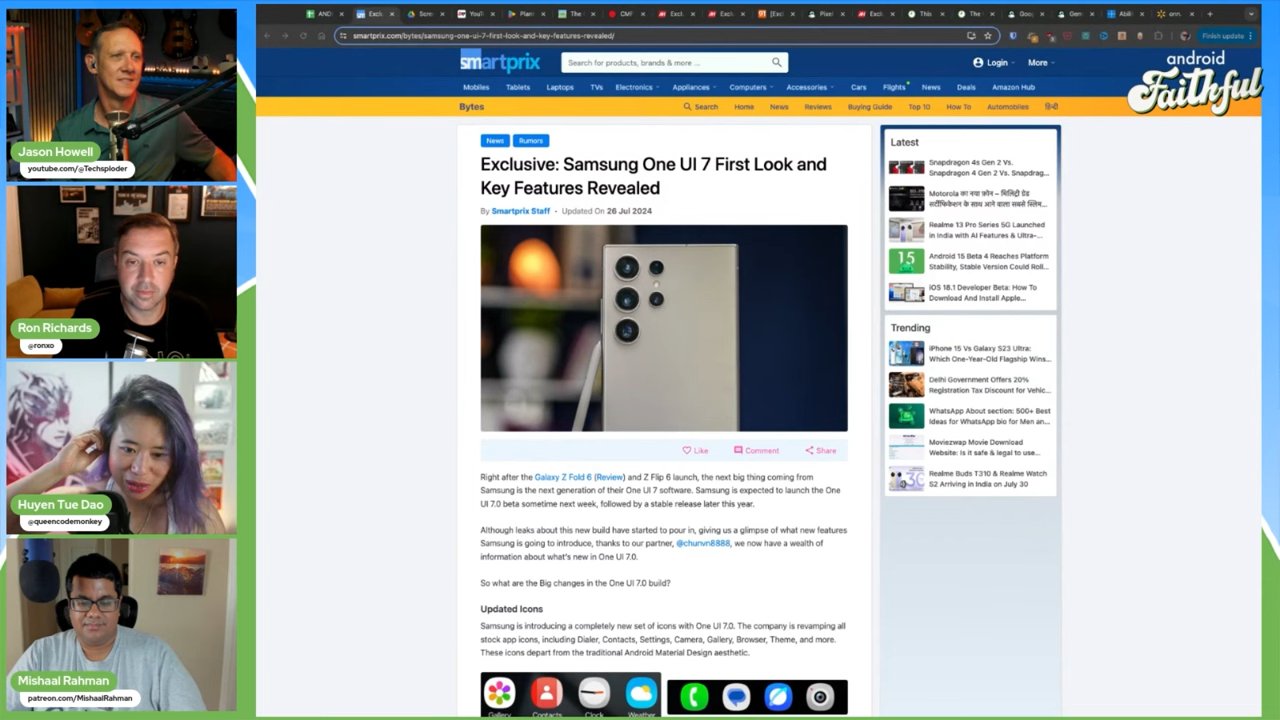 Jason Howell
youtube.com/@Techsploder
Ron Richards
@ronxo
Huyen Tue Dao
@queencodemonkey
Mishaal Rahman
patreon.com/MishaalRahman
smartprix.com/bytes/samsung-one-ui-7-first-look-and-key-features-revealed/
Finish update
android
Faithful
smartprix
Search for products, brands & more ...
Login
More
Mobiles Tablets Laptops TVs Electronics Appliances Computers Accessories Cars Flights News Deals Amazon Hub
Bytes
Search Home News Reviews Buying Guide Top 10 How To Automobiles हिन्दी
News Rumors
Exclusive: Samsung One UI 7 First Look and
Key Features Revealed
By Smartprix Staff • Updated On 26 Jul 2024
Like Comment Share
Right after the Galaxy Z Fold 6 (Review) and Z Flip 6 launch, the next big thing coming from
Samsung is the next generation of their One UI 7 software. Samsung is expected to launch the One
UI 7.0 beta sometime next week, followed by a stable release later this year.
Although leaks about this new build have started to pour in, giving us a glimpse of what new features
Samsung is going to introduce, thanks to our partner, @chunvn8888, we now have a wealth of
information about what's new in One UI 7.0.
So what are the Big changes in the One UI 7.0 build?
Updated Icons
Samsung is introducing a completely new set of icons with One UI 7.0. The company is revamping all
stock app icons, including Dialer, Contacts, Settings, Camera, Gallery, Browser, Theme, and more.
These icons depart from the traditional Android Material Design aesthetic.
Gallery Contacts Clock Weather
Latest
Snapdragon 4s Gen 2 Vs.
Snapdragon 4 Gen 2 Vs. Snapdrag...
Motorola का नया फ़ोन – मिलिट्री ग्रेड
सर्टिफिकेशन के साथ आने वाला सबसे स्लिम...
Realme 13 Pro Series 5G Launched
in India with AI Features & Ultra-...
Android 15 Beta 4 Reaches Platform
Stability, Stable Version Could Roll...
iOS 18.1 Developer Beta: How To
Download And Install Apple...
Trending
iPhone 15 Vs Galaxy S23 Ultra:
Which One-Year-Old Flagship Wins...
Delhi Government Offers 20%
Registration Tax Discount for Vehic...
WhatsApp About section: 500+ Best
Ideas for WhatsApp bio for Men an...
Moviezwap Movie Download
Website: Is it safe & legal to use...
Realme Buds T310 & Realme Watch
S2 Arriving in India on July 30